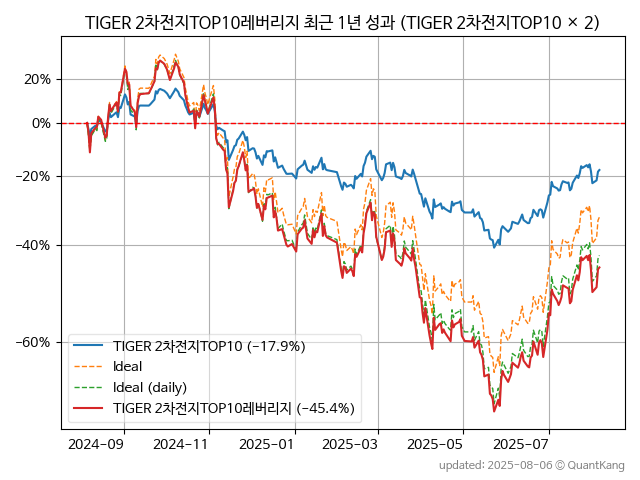 TIGER 2차전지TOP10레버리지 최근 1년 성과 (TIGER 2차전지TOP10 × 2)
20%
0%
−20%
−40%
−60%
TIGER 2차전지TOP10 (−17.9%)
Ideal
Ideal (daily)
TIGER 2차전지TOP10레버리지 (−45.4%)
2024-09 2024-11 2025-01 2025-03 2025-05 2025-07
updated: 2025-08-06 © QuantKang